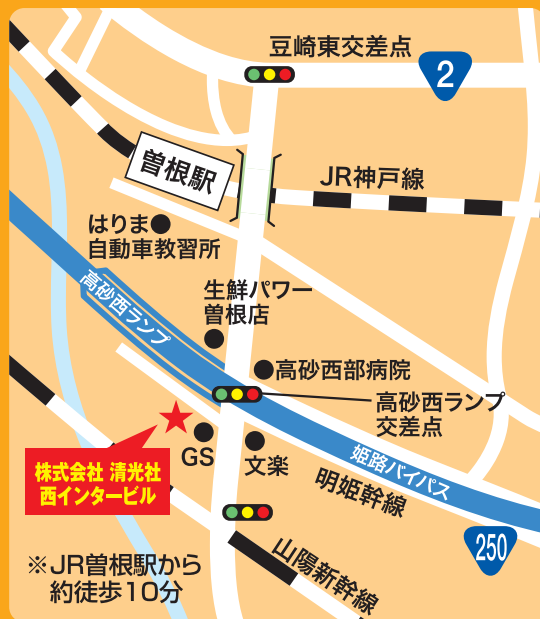 豆崎東交差点
2
曽根駅
JR神戸線
はりま
自動車教習所
高砂西ランプ
生鮮パワー
曽根店
高砂西部病院
高砂西ランプ
交差点
GS
文楽
姫路バイパス
明姫幹線
株式会社 清光社
西インタービル
250
山陽新幹線
※JR曽根駅から
約徒歩10分